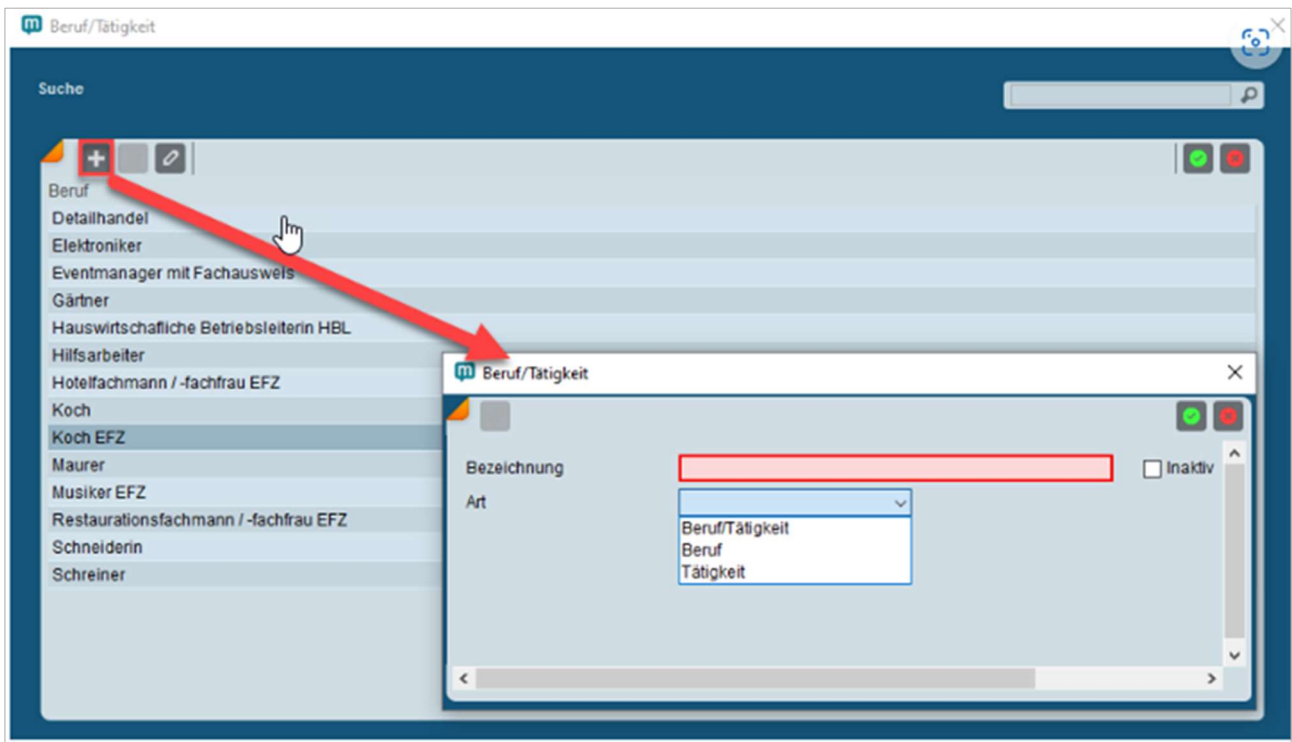 Beruf/Tätigkeit
Suche
Beruf
Detailhandel
Elektroniker
Eventmanager mit Fachausweis
Gärtner
Hauswirtschafliche Betriebsleiterin HBL
Hilfsarbeiter
Hotelfachmann / -fachfrau EFZ
Koch
Koch EFZ
Maurer
Musiker EFZ
Restaurationsfachmann / -fachfrau EFZ
Schneiderin
Schreiner
Beruf/Tätigkeit
Bezeichnung
Inaktiv
Art
Beruf/Tätigkeit
Beruf
Tätigkeit